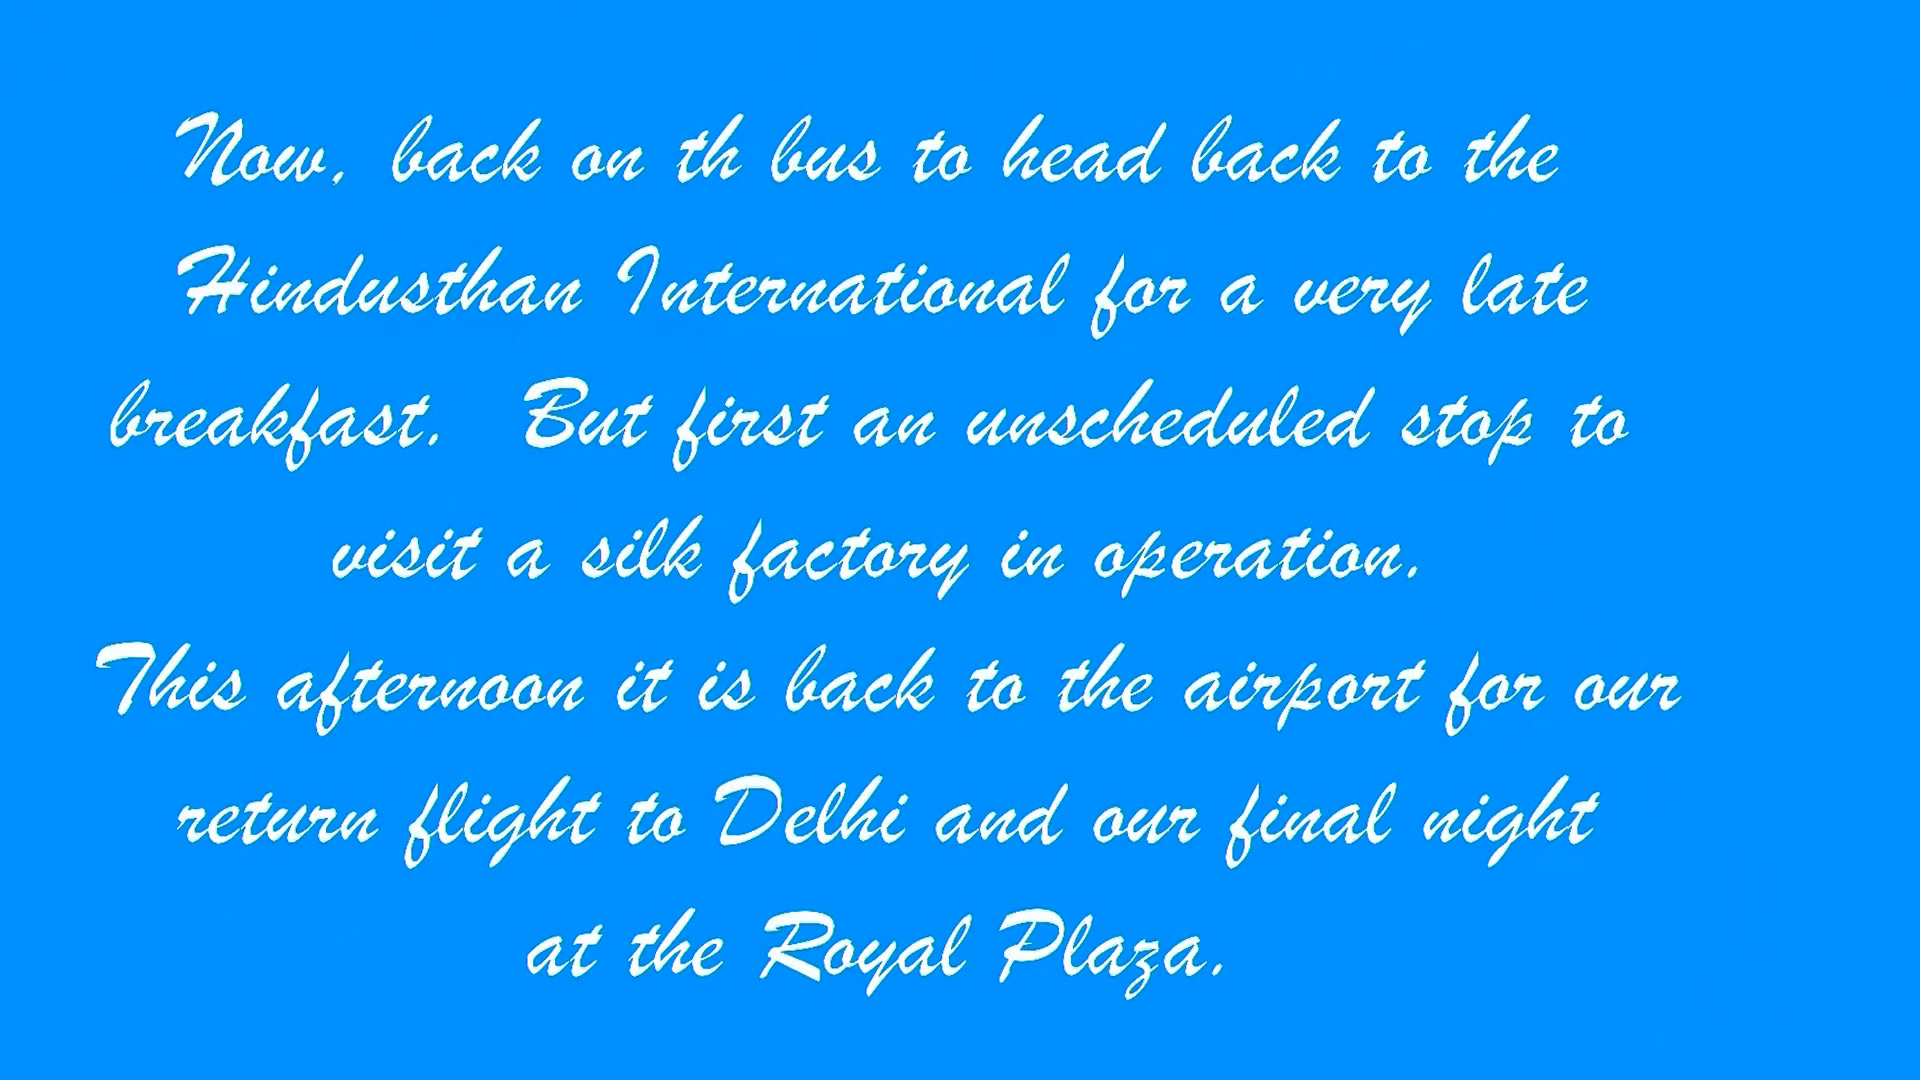 Now, back on th bus to head back to the
Hindusthan International for a very late
breakfast. But first an unscheduled stop to
visit a silk factory in operation.
This afternoon it is back to the airport for our
return flight to Delhi and our final night
at the Royal Plaza.